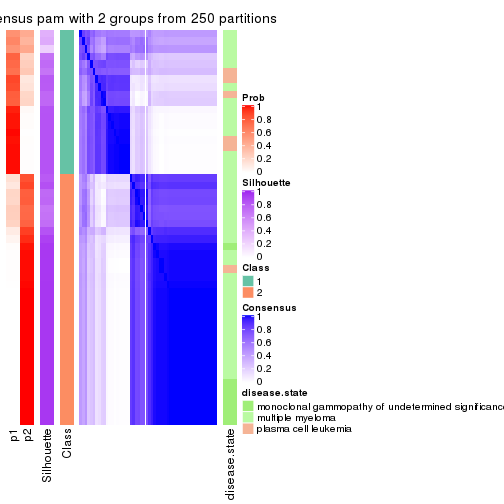 ensus pam with 2 groups from 250 partitions
Prob
1
0.8
0.6
0.4
0.2
0
Silhouette
1
0.8
0.6
0.4
0.2
0
Class
1
2
Consensus
1
0.8
0.6
0.4
0.2
0
disease.state
monoclonal gammopathy of undetermined significance
multiple myeloma
plasma cell leukemia
p1
p2
Silhouette
Class
disease.state